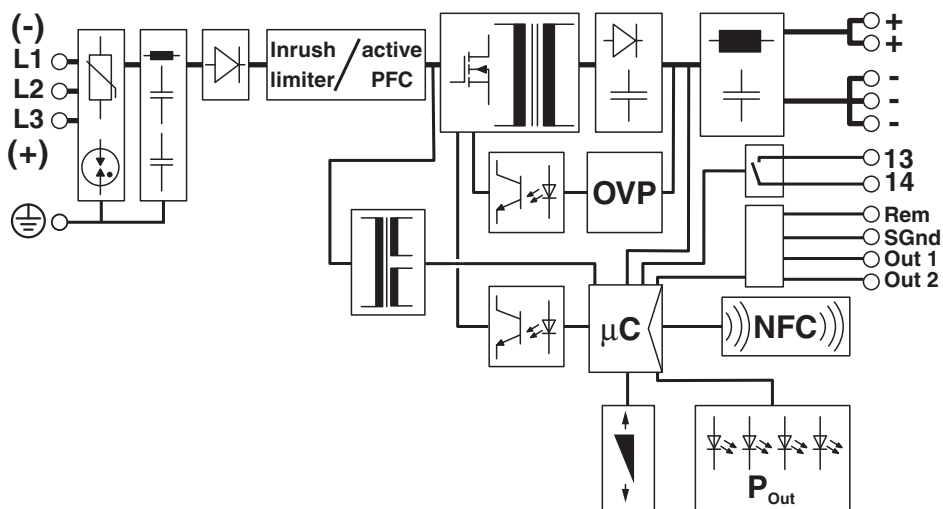 (-)
L1
L2
L3
(+)
Inrush / active
limiter / PFC
+
+
-
-
-
OVP
13
14
Rem
SGnd
Out 1
Out 2
µC
NFC
P Out